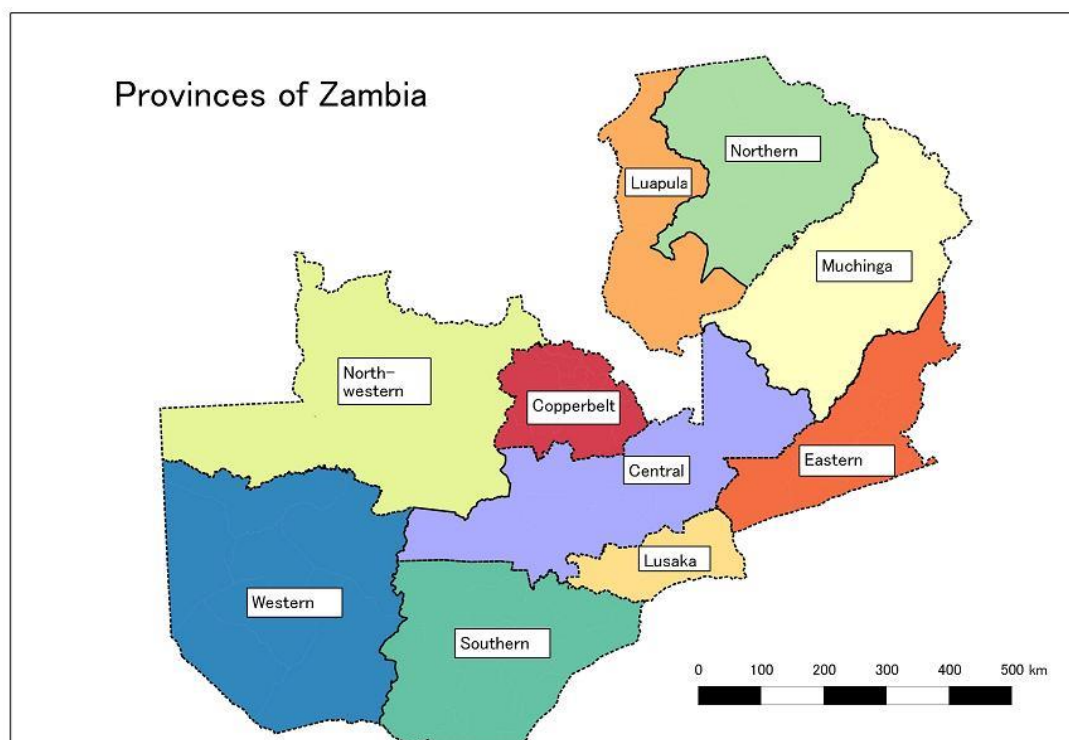 Provinces of Zambia
Northern
Luapula
Muchinga
North-
western
Copperbelt
Central
Eastern
Lusaka
Western
Southern
0 100 200 300 400 500 km